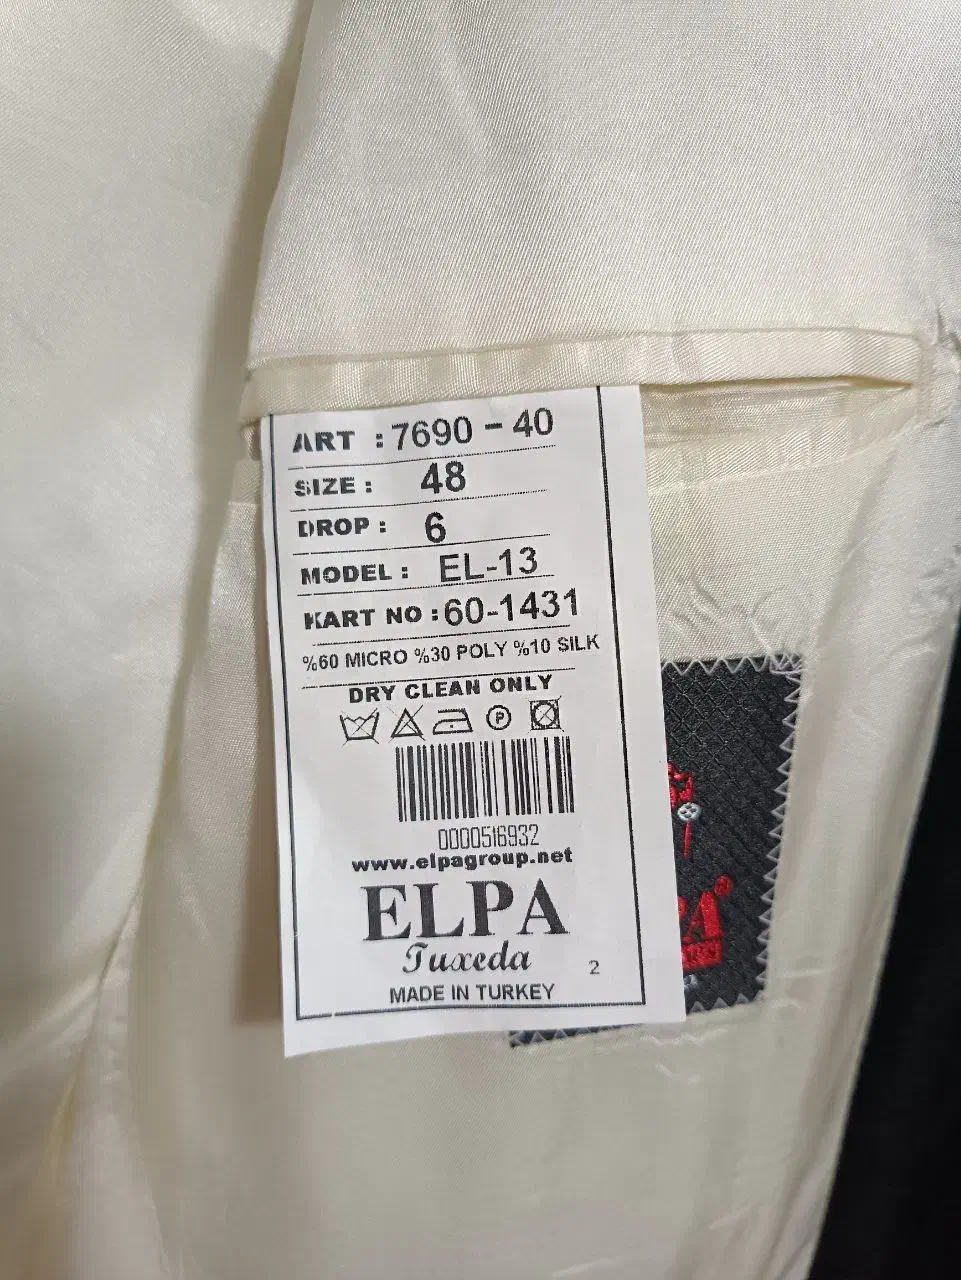 ART : 7690 - 40
SIZE : 48
DROP : 6
MODEL : EL-13
KART NO : 60-1431
%60 MICRO %30 POLY %10 SILK
DRY CLEAN ONLY
P
0000516932
www.elpagroup.net
ELPA
Tuxeda
2
MADE IN TURKEY
PA®